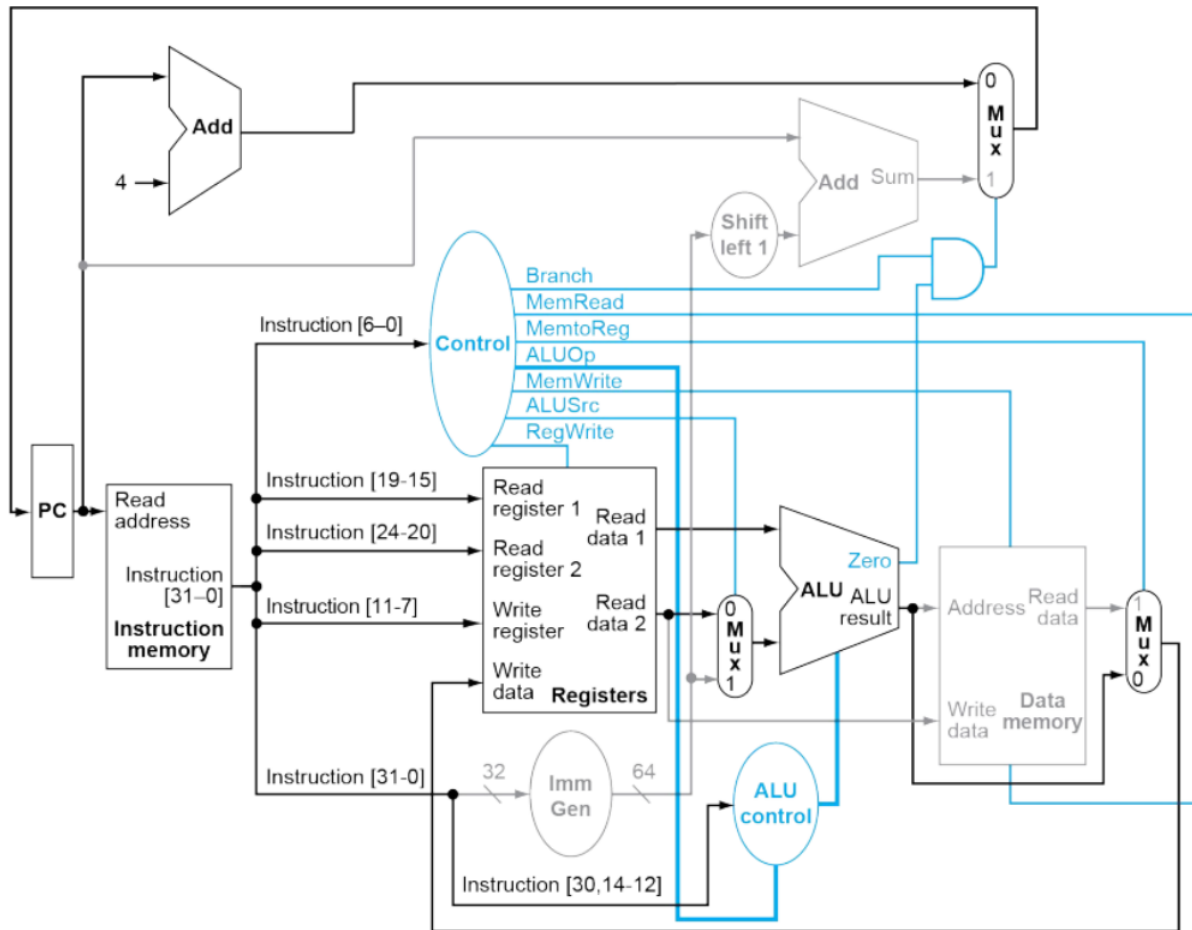 Add
4
0
Mux
1
Add Sum
Shift
left 1
Branch
MemRead
MemtoReg
ALUOp
MemWrite
ALUSrc
RegWrite
Control
Instruction [6–0]
PC
Read
address
Instruction
[31–0]
Instruction
memory
Instruction [19-15]
Instruction [24-20]
Instruction [11-7]
Instruction [31-0]
Read
register 1
Read
register 2
Write
register
Write
data
Read
data 1
Read
data 2
Registers
0
Mux
1
Zero
ALU
ALU
result
Address
Read
data
Write
data
Data
memory
1
Mux
0
32
Imm
Gen
64
ALU
control
Instruction [30,14-12]